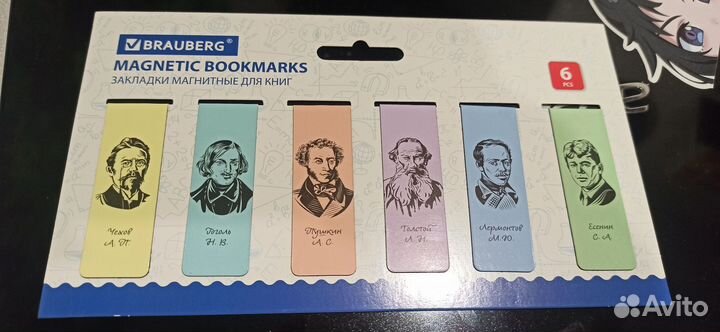 BRAUBERG®
MAGNETIC BOOKMARKS
ЗАКЛАДКИ МАГНИТНЫЕ ДЛЯ КНИГ
6
PCS
Чехов
А. П.
Гоголь
Н. В.
Пушкин
А. С.
Толстой
Л. Н.
Лермонтов
М. Ю.
Есенин
С. А.
Avito